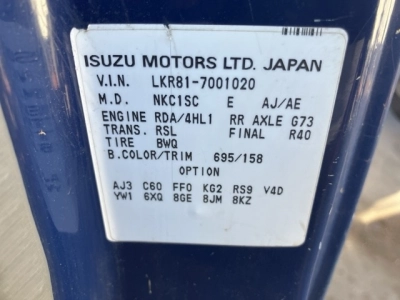 ISUZU MOTORS LTD. JAPAN
V.I.N. LKR81-7001020
M.D. NKC1SC E AJ/AE
ENGINE RDA/4HL1 RR AXLE G73
TRANS. RSL FINAL R40
TIRE BWQ
B.COLOR/TRIM 695/158
OPTION
AJ3 C60 FF0 KG2 RS9 V4D
YW1 6XQ 8GE BJM 8KZ